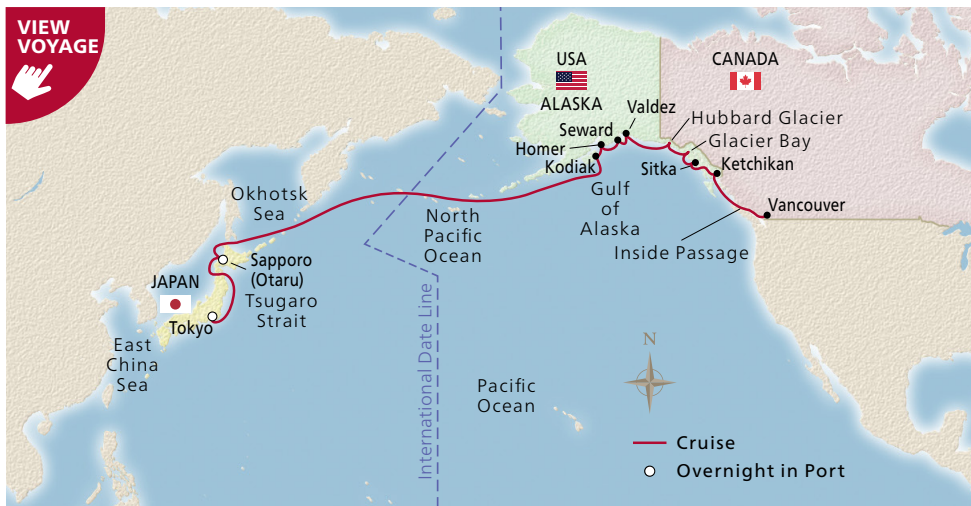 VIEW
VOYAGE
USA
ALASKA
CANADA
Valdez
Hubbard Glacier
Seward
Glacier Bay
Homer
Kodiak
Sitka
Ketchikan
Okhotsk
Sea
North
Pacific
Ocean
Gulf
of
Alaska
Vancouver
Inside Passage
Sapporo
(Otaru)
JAPAN
Tsugaro
Strait
Tokyo
East
China
Sea
International Date Line
N
Pacific
Ocean
Cruise
Overnight in Port